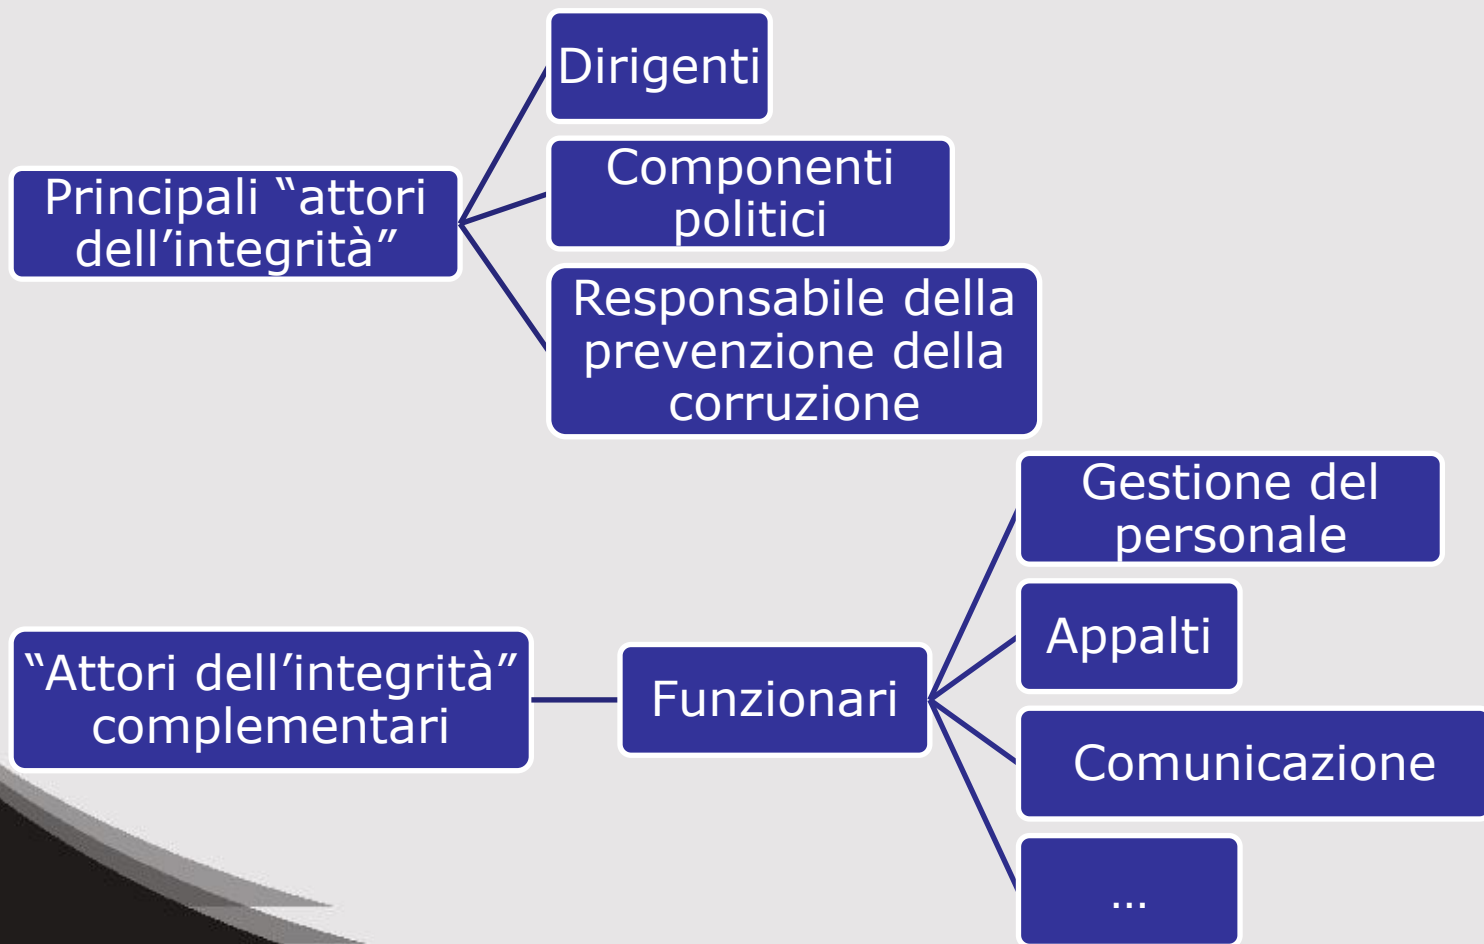 Dirigenti
Principali “attori
dell’integrità”
Componenti
politici
Responsabile della
prevenzione della
corruzione
“Attori dell’integrità”
complementari
Funzionari
Gestione del
personale
Appalti
Comunicazione
…